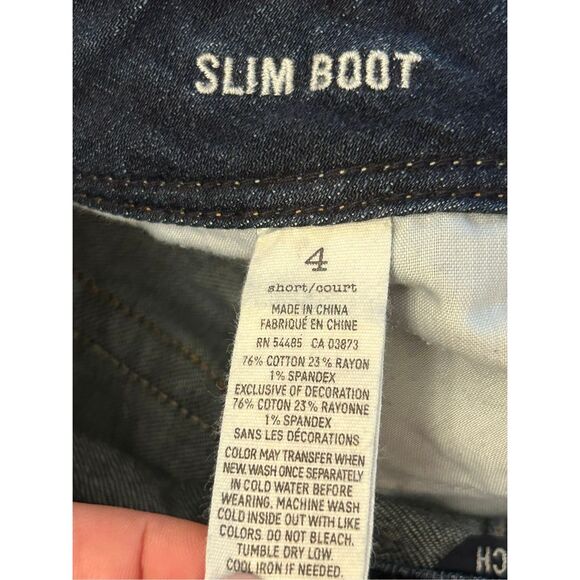 SLIM BOOT
4
short/court
MADE IN CHINA
FABRIQUÉ EN CHINE
RN 54485 CA 03873
76% COTTON 23% RAYON
1% SPANDEX
EXCLUSIVE OF DECORATION
76% COTON 23% RAYONNE
1% SPANDEX
SANS LES DÉCORATIONS
COLOR MAY TRANSFER WHEN
NEW. WASH ONCE SEPARATELY
IN COLD WATER BEFORE
WEARING. MACHINE WASH
COLD INSIDE OUT WITH LIKE
COLORS. DO NOT BLEACH.
TUMBLE DRY LOW.
COOL IRON IF NEEDED.